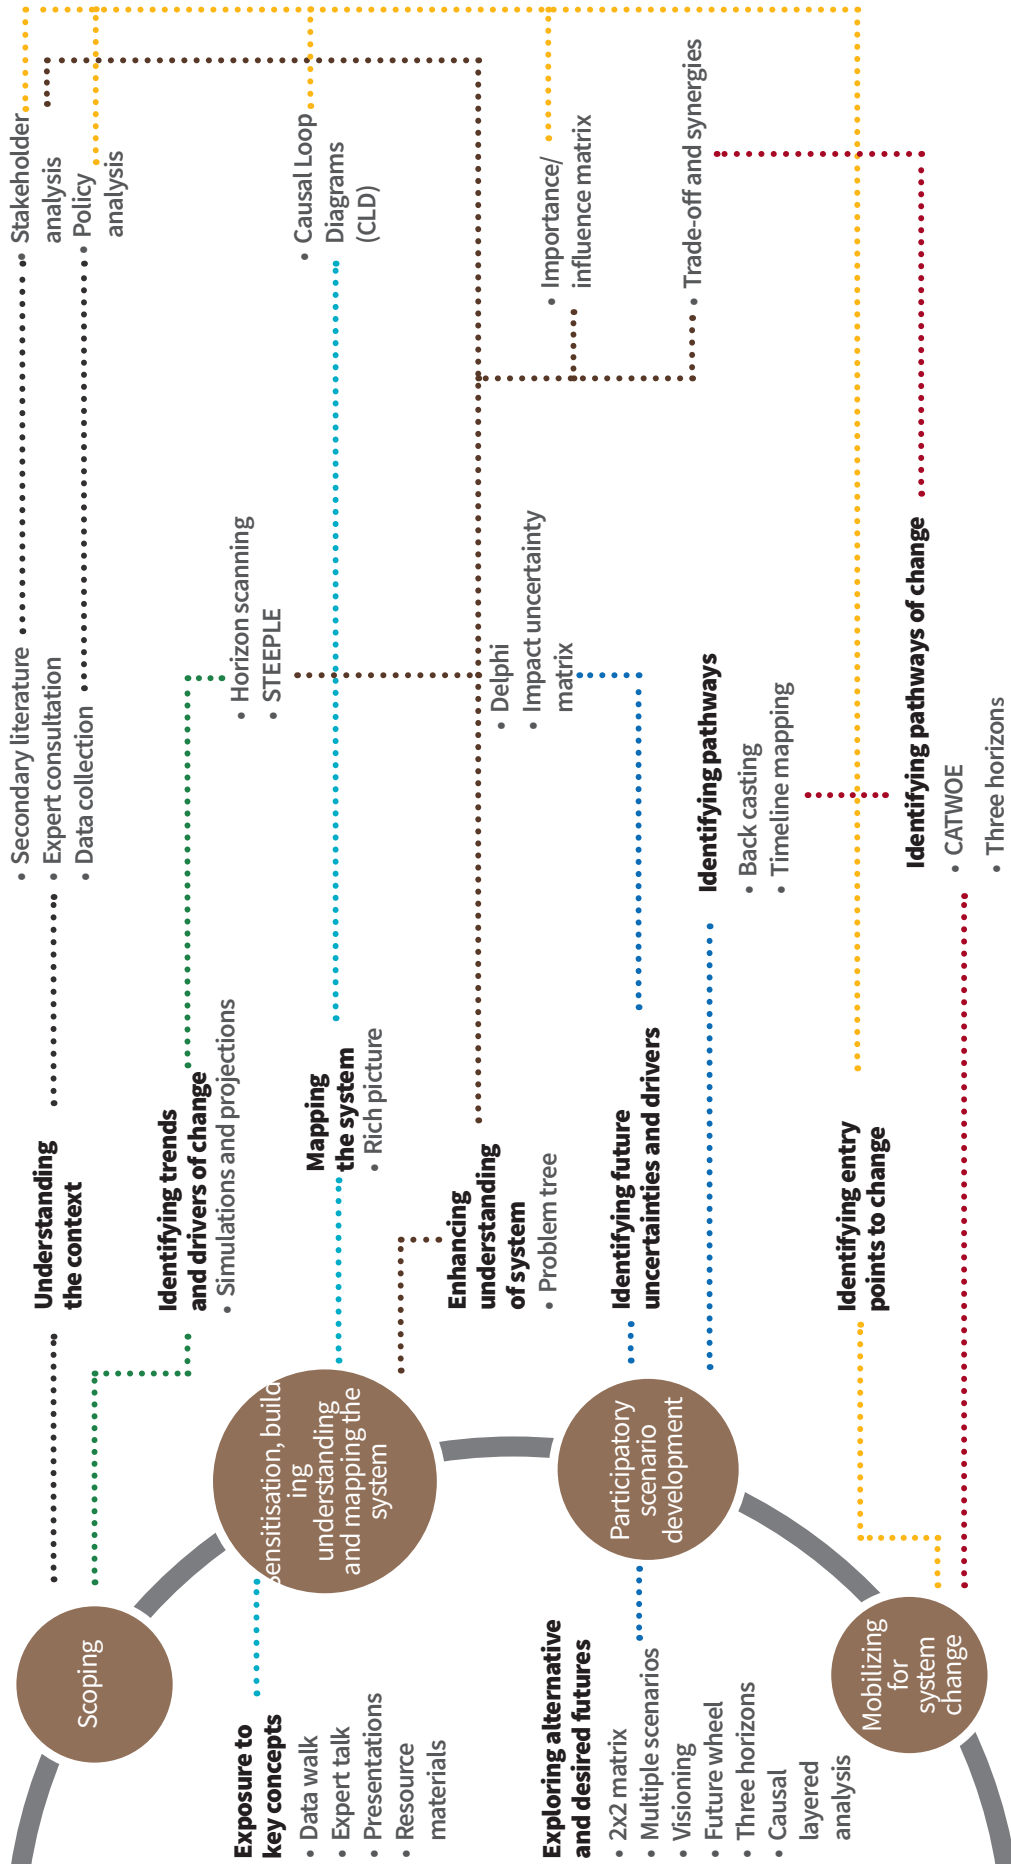 Scoping
Understanding
the context
• Secondary literature
• Expert consultation
• Data collection
• Stakeholder
analysis
• Policy
analysis
Identifying trends
and drivers of change
• Simulations and projections
• Horizon scanning
• STEEPLE
Sensitisation, build
ing
understanding
and mapping the
system
Exposure to
key concepts
• Data walk
• Expert talk
• Presentations
• Resource
materials
Mapping
the system
• Rich picture
• Causal Loop
Diagrams
(CLD)
Enhancing
understanding
of system
• Problem tree
• Delphi
• Impact uncertainty
matrix
• Importance/
influence matrix
• Trade-off and synergies
Participatory
scenario
development
Exploring alternative
and desired futures
• 2x2 matrix
• Multiple scenarios
• Visioning
• Future wheel
• Three horizons
• Causal
layered
analysis
Identifying future
uncertainties and drivers
Identifying pathways
• Back casting
• Timeline mapping
Mobilizing
for
system
change
Identifying entry
points to change
Identifying pathways of change
• CATWOE
• Three horizons